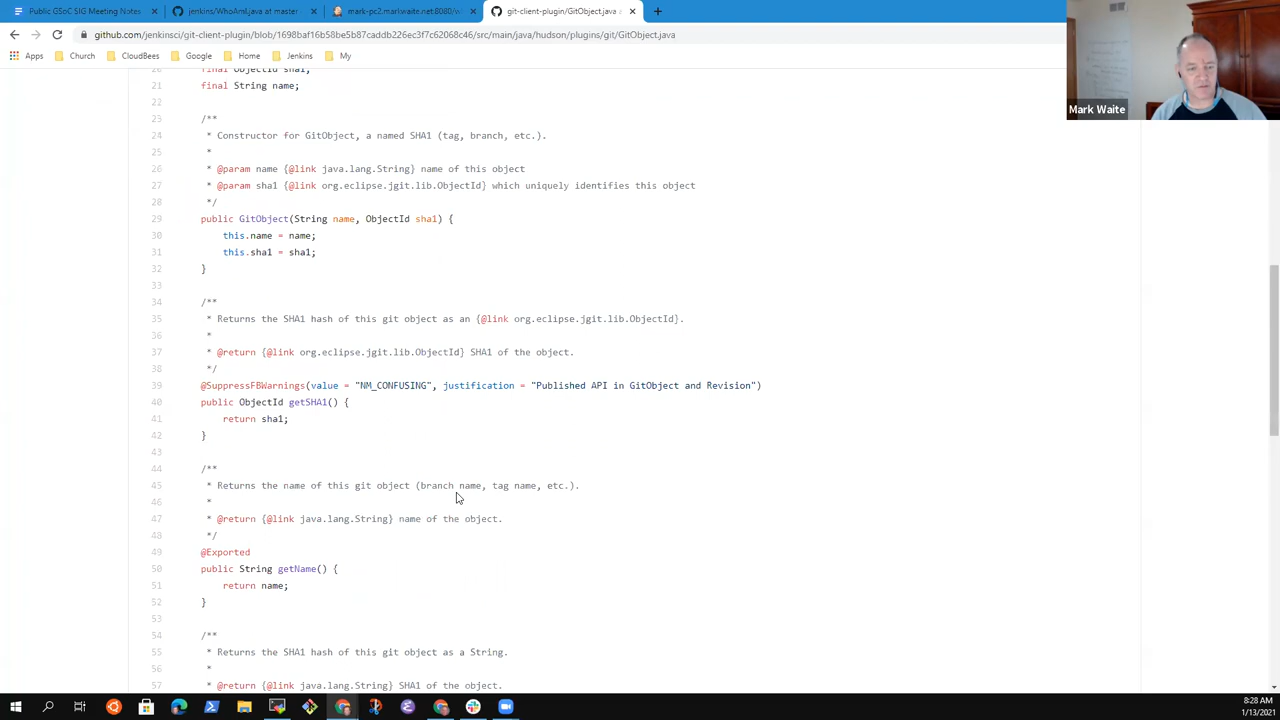 Public GSoC SIG Meeting Notes
jenkins/WhoAmI.java at master ·
mark-pc2.markwaite.net:8080/w
git-client-plugin/GitObject.java a
github.com/jenkinsci/git-client-plugin/blob/1698baf16b58be5b87cedddb226ec3f7c62068c46/src/main/java/hudson/plugins/git/GitObject.java
Apps Church CloudBees Google Home Jenkins My
Mark Waite
20 final ObjectId sha1;
21 final String name;
22
23 /**
24 * Constructor for GitObject, a named SHA1 (tag, branch, etc.).
25 *
26 * @param name {@link java.lang.String} name of this object
27 * @param sha1 {@link org.eclipse.jgit.lib.ObjectId} which uniquely identifies this object
28 */
29 public GitObject(String name, ObjectId sha1) {
30 this.name = name;
31 this.sha1 = sha1;
32 }
33
34 /**
35 * Returns the SHA1 hash of this git object as an {@link org.eclipse.jgit.lib.ObjectId}.
36 *
37 * @return {@link org.eclipse.jgit.lib.ObjectId} SHA1 of the object.
38 */
39 @SuppressFBWarnings(value = "NM_CONFUSING", justification = "Published API in GitObject and Revision")
40 public ObjectId getSHA1() {
41 return sha1;
42 }
43
44 /**
45 * Returns the name of this git object (branch name, tag name, etc.).
46 *
47 * @return {@link java.lang.String} name of the object.
48 */
49 @Exported
50 public String getName() {
51 return name;
52 }
53
54 /**
55 * Returns the SHA1 hash of this git object as a String.
56 *
57 * @return {@link java.lang.String} SHA1 of the object.
8:28 AM
1/13/2021